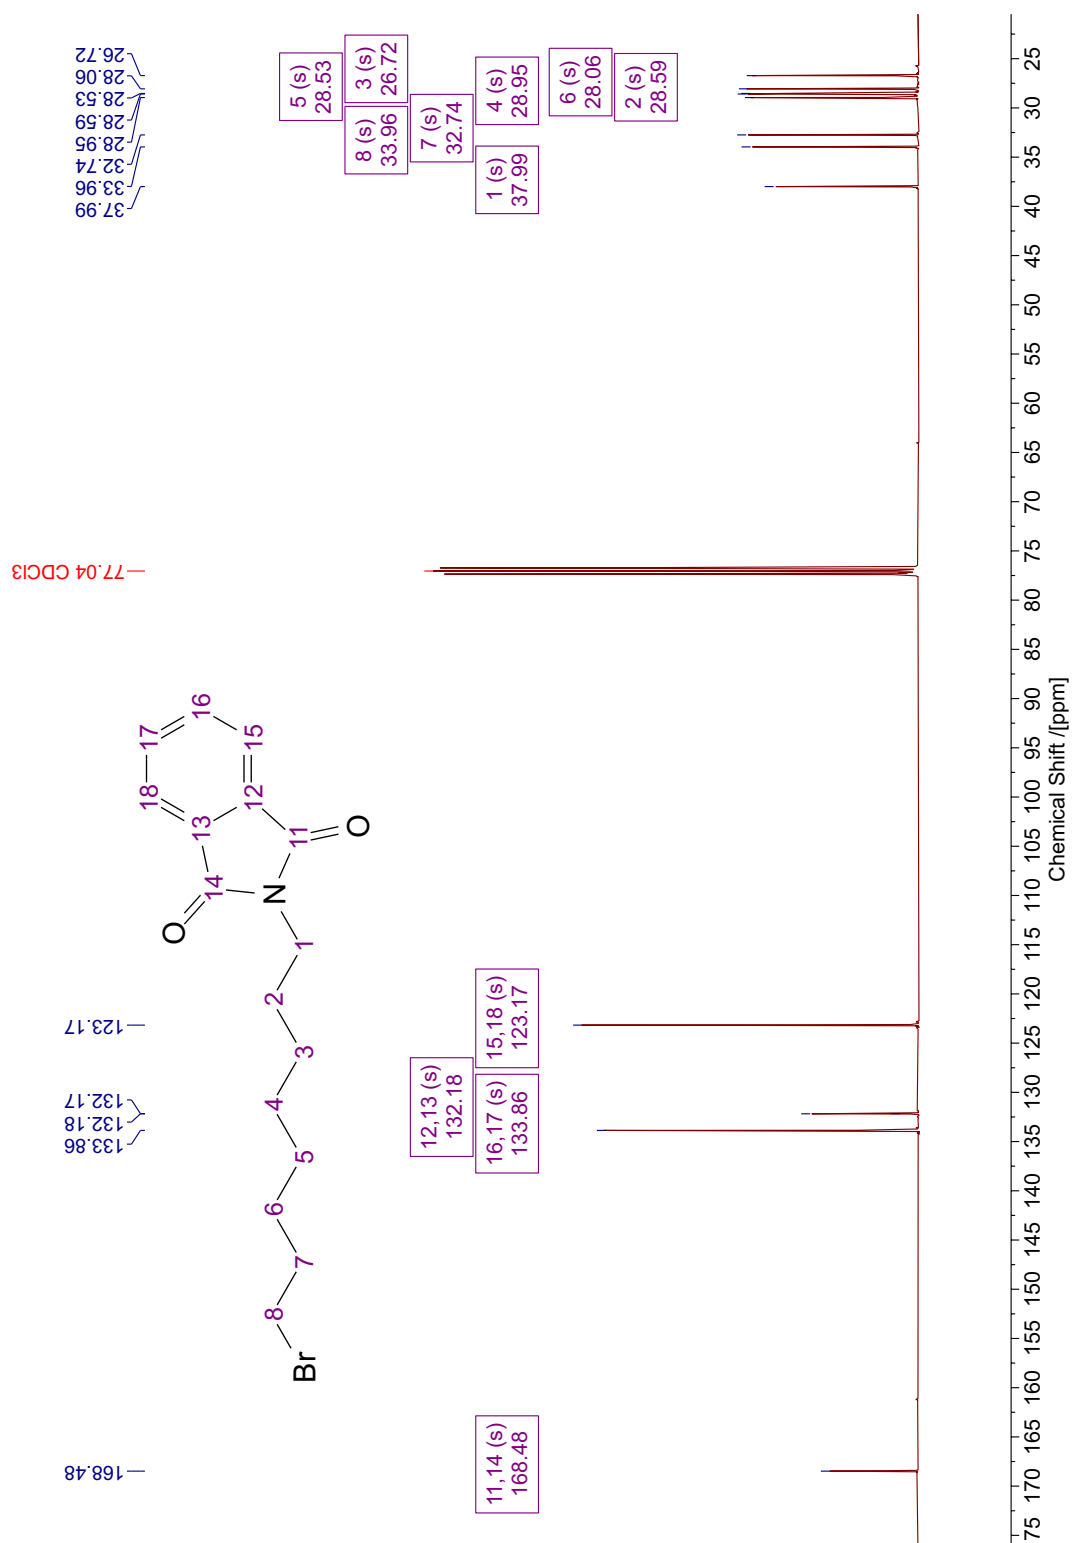 168.48
133.86
132.18
132.17
123.17
77.04 CDCl3
37.99
33.96
32.74
28.95
28.59
28.53
28.06
26.72
O
14
N
11
O
13
12
18
17
16
15
1
2
3
4
5
6
7
8
Br
5 (s)
28.53
8 (s)
33.96
3 (s)
26.72
7 (s)
32.74
1 (s)
37.99
4 (s)
28.95
6 (s)
28.06
2 (s)
28.59
12,13 (s)
132.18
11,14 (s)
168.48
16,17 (s)
133.86
15,18 (s)
123.17
75 170 165 160 155 150 145 140 135 130 125 120 115 110 105 100 95 90 85 80 75 70 65 60 55 50 45 40 35 30 25
Chemical Shift /[ppm]